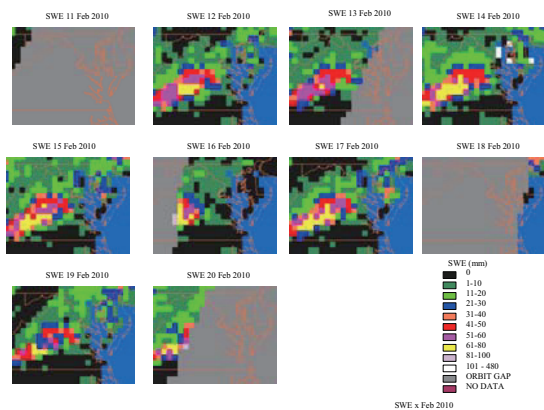 SWE 11 Feb 2010
SWE 12 Feb 2010
SWE 13 Feb 2010
SWE 14 Feb 2010
SWE 15 Feb 2010
SWE 16 Feb 2010
SWE 17 Feb 2010
SWE 18 Feb 2010
SWE 19 Feb 2010
SWE 20 Feb 2010
SWE (mm)
0
1-10
11-20
21-30
31-40
41-50
51-60
61-80
81-100
101 - 480
ORBIT GAP
NO DATA
SWE x Feb 2010